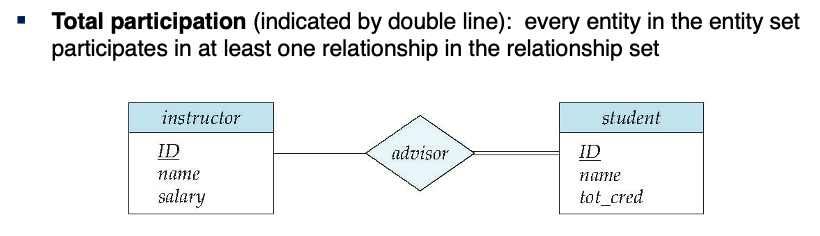 ▪ Total participation (indicated by double line): every entity in the entity set
participates in at least one relationship in the relationship set
instructor
ID
name
salary
advisor
student
ID
name
tot_cred